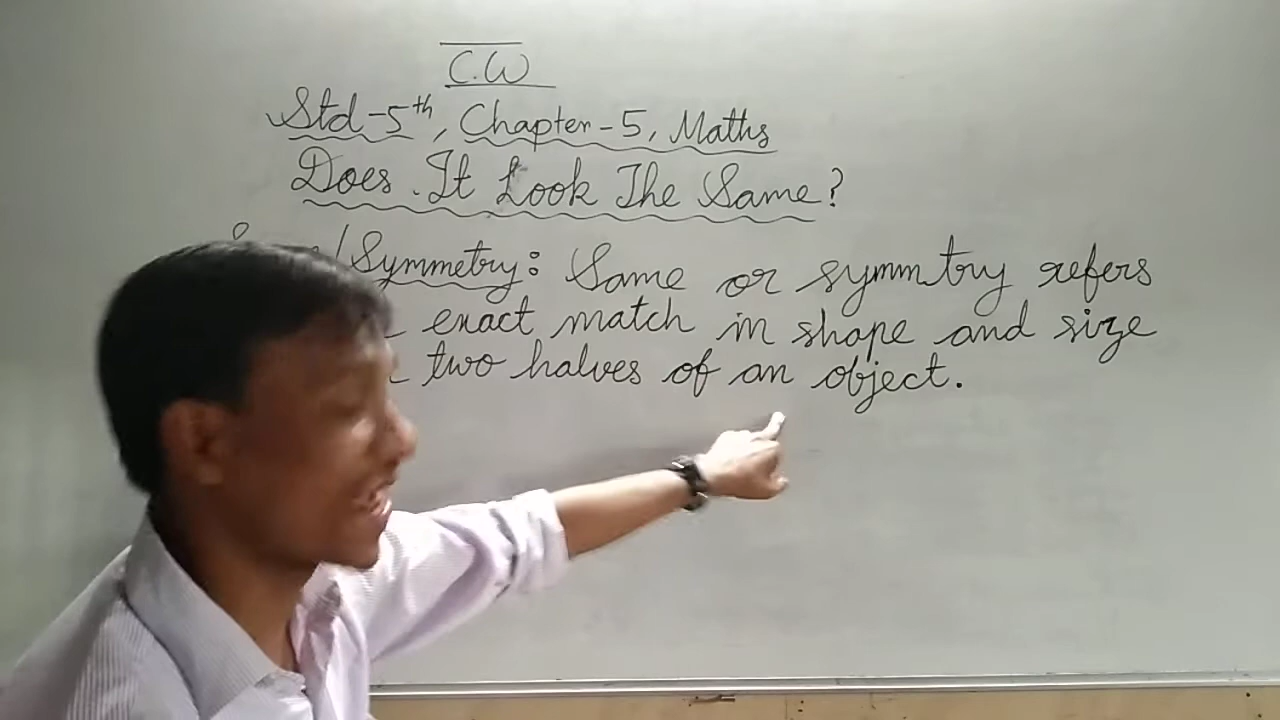 C.W
Std-5th, Chapter-5, Maths
Does It Look The Same?
/Symmetry: Same or symmtry refers
exact match in shape and size
two halves of an object.